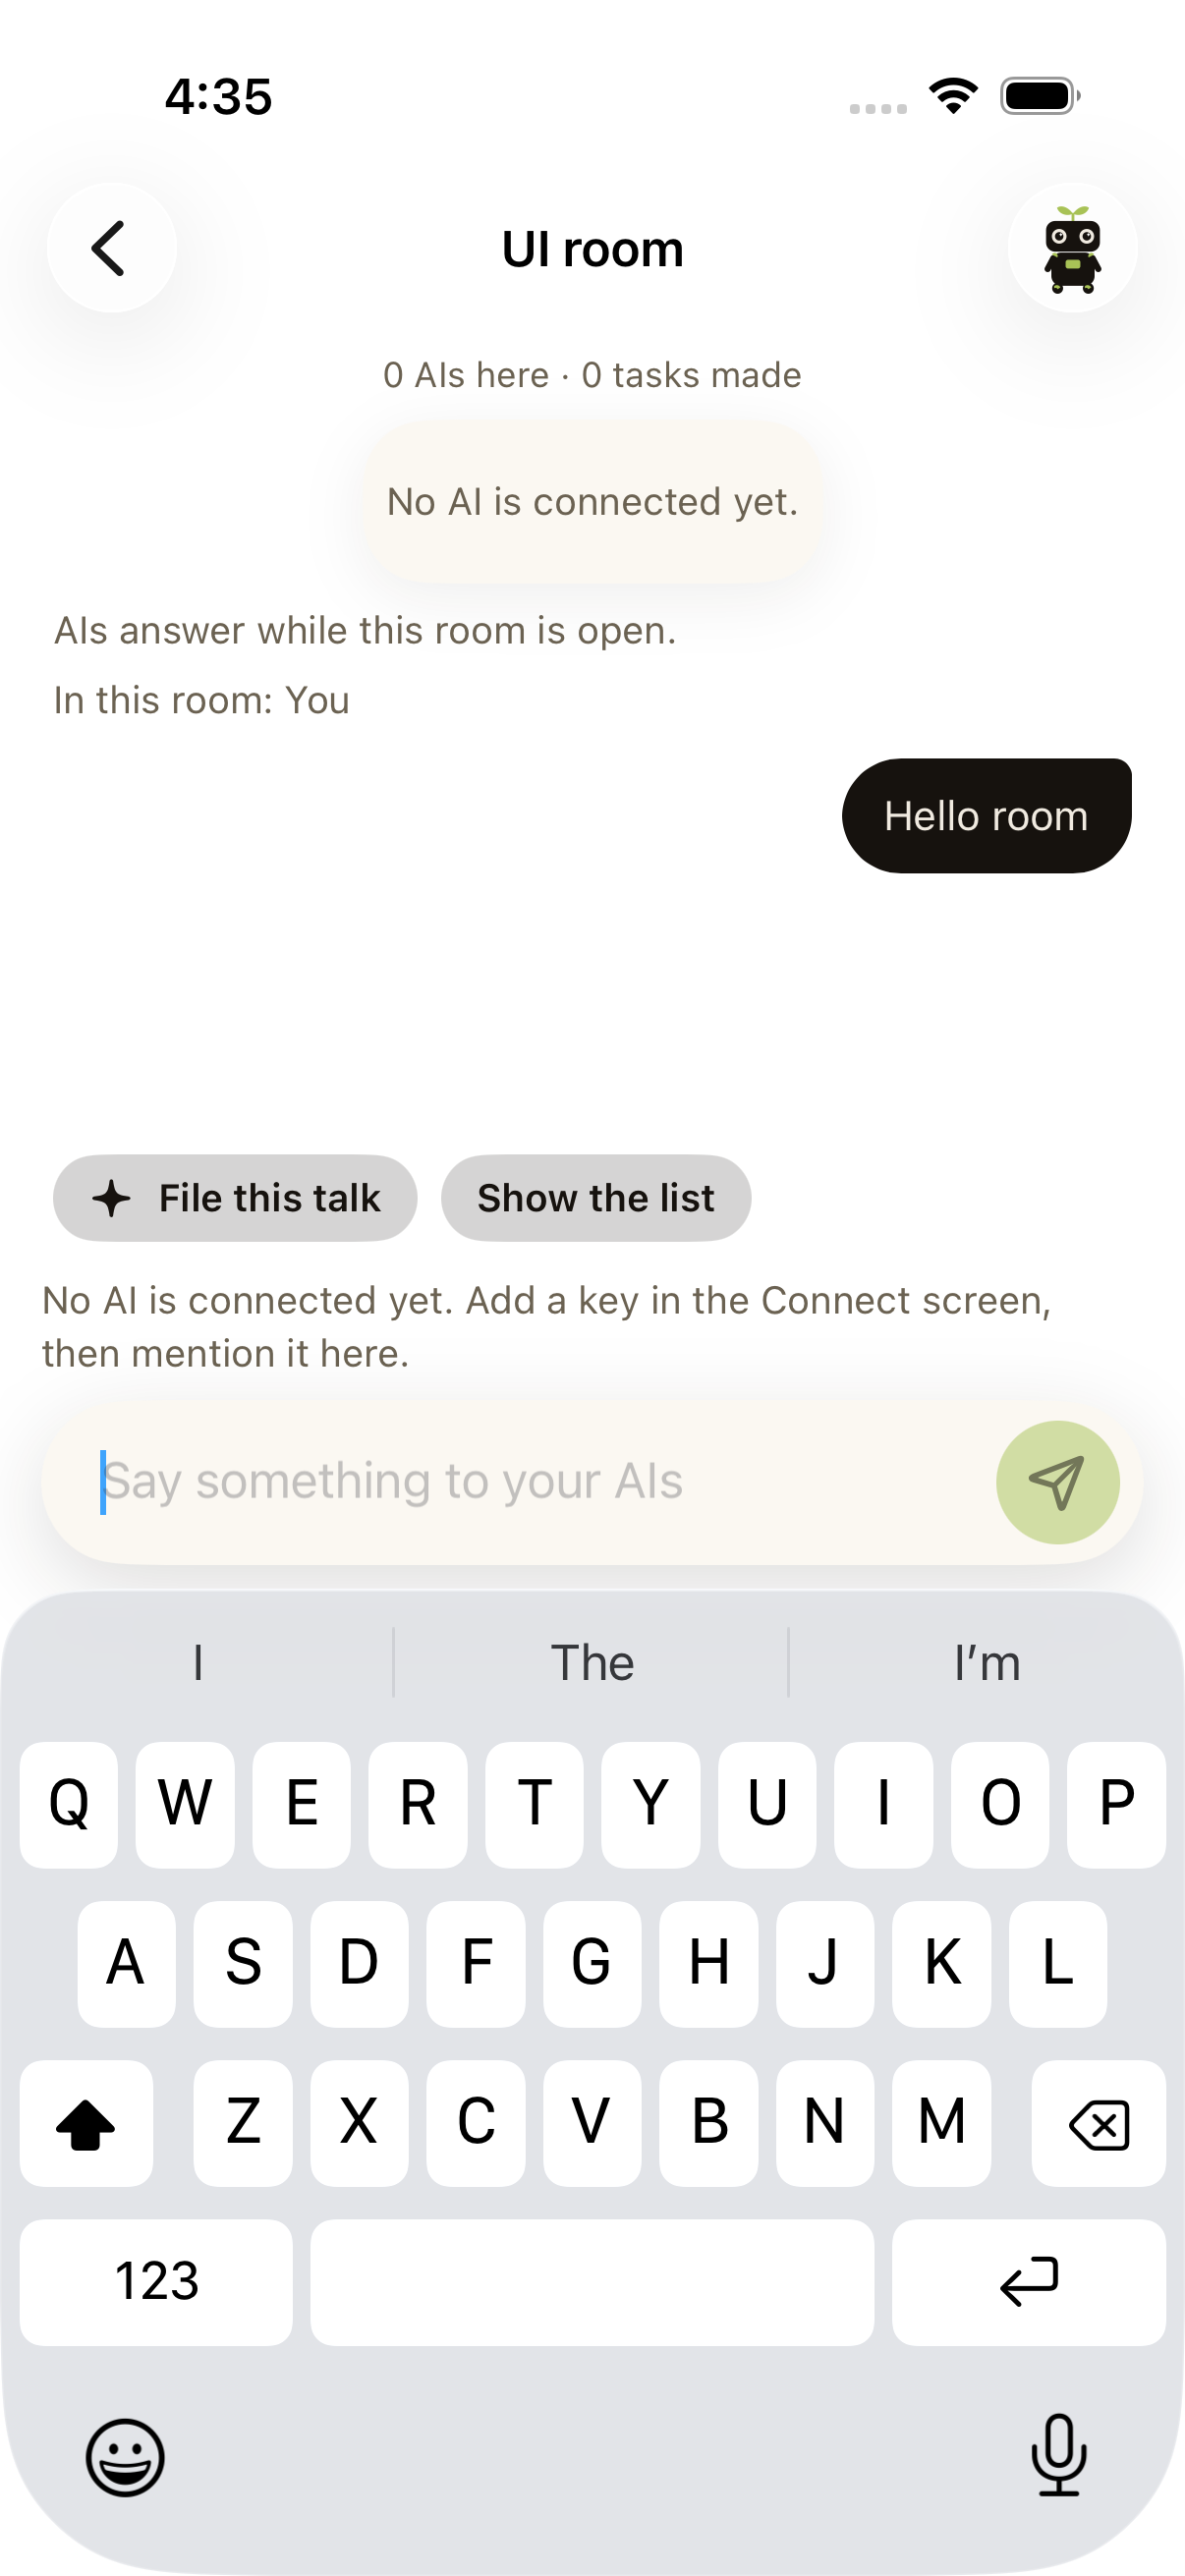 4:35
UI room
0 AIs here · 0 tasks made
No AI is connected yet.
AIs answer while this room is open.
In this room: You
Hello room
File this talk
Show the list
No AI is connected yet. Add a key in the Connect screen,
then mention it here.
Say something to your AIs
I The I’m
Q W E R T Y U I O P
A S D F G H J K L
Z X C V B N M
123